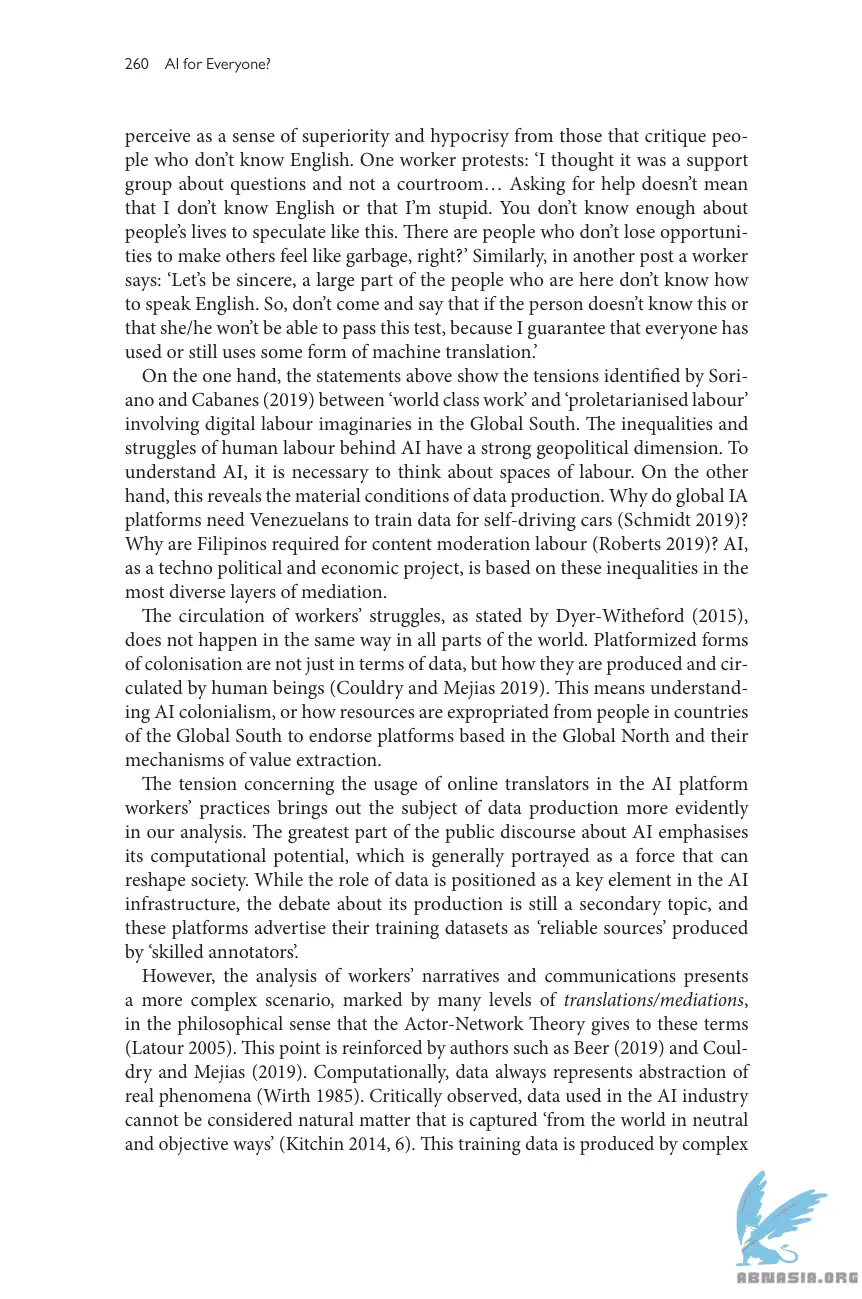 260 AI for Everyone?
perceive as a sense of superiority and hypocrisy from those that critique peo-
ple who don’t know English. One worker protests: ‘I thought it was a support
group about questions and not a courtroom… Asking for help doesn’t mean
that I don’t know English or that I’m stupid. You don’t know enough about
people’s lives to speculate like this. There are people who don’t lose opportuni-
ties to make others feel like garbage, right?’ Similarly, in another post a worker
says: ‘Let’s be sincere, a large part of the people who are here don’t know how
to speak English. So, don’t come and say that if the person doesn’t know this or
that she/he won’t be able to pass this test, because I guarantee that everyone has
used or still uses some form of machine translation.’
On the one hand, the statements above show the tensions identified by Sori-
ano and Cabanes (2019) between ‘world class work’ and ‘proletarianised labour’
involving digital labour imaginaries in the Global South. The inequalities and
struggles of human labour behind AI have a strong geopolitical dimension. To
understand AI, it is necessary to think about spaces of labour. On the other
hand, this reveals the material conditions of data production. Why do global IA
platforms need Venezuelans to train data for self-driving cars (Schmidt 2019)?
Why are Filipinos required for content moderation labour (Roberts 2019)? AI,
as a techno political and economic project, is based on these inequalities in the
most diverse layers of mediation.
The circulation of workers’ struggles, as stated by Dyer-Witheford (2015),
does not happen in the same way in all parts of the world. Platformized forms
of colonisation are not just in terms of data, but how they are produced and cir-
culated by human beings (Couldry and Mejias 2019). This means understand-
ing AI colonialism, or how resources are expropriated from people in countries
of the Global South to endorse platforms based in the Global North and their
mechanisms of value extraction.
The tension concerning the usage of online translators in the AI platform
workers’ practices brings out the subject of data production more evidently
in our analysis. The greatest part of the public discourse about AI emphasises
its computational potential, which is generally portrayed as a force that can
reshape society. While the role of data is positioned as a key element in the AI
infrastructure, the debate about its production is still a secondary topic, and
these platforms advertise their training datasets as ‘reliable sources’ produced
by ‘skilled annotators’.
However, the analysis of workers’ narratives and communications presents
a more complex scenario, marked by many levels of translations/mediations,
in the philosophical sense that the Actor-Network Theory gives to these terms
(Latour 2005). This point is reinforced by authors such as Beer (2019) and Coul-
dry and Mejias (2019). Computationally, data always represents abstraction of
real phenomena (Wirth 1985). Critically observed, data used in the AI industry
cannot be considered natural matter that is captured ‘from the world in neutral
and objective ways’ (Kitchin 2014, 6). This training data is produced by complex
ABNASIA.ORG